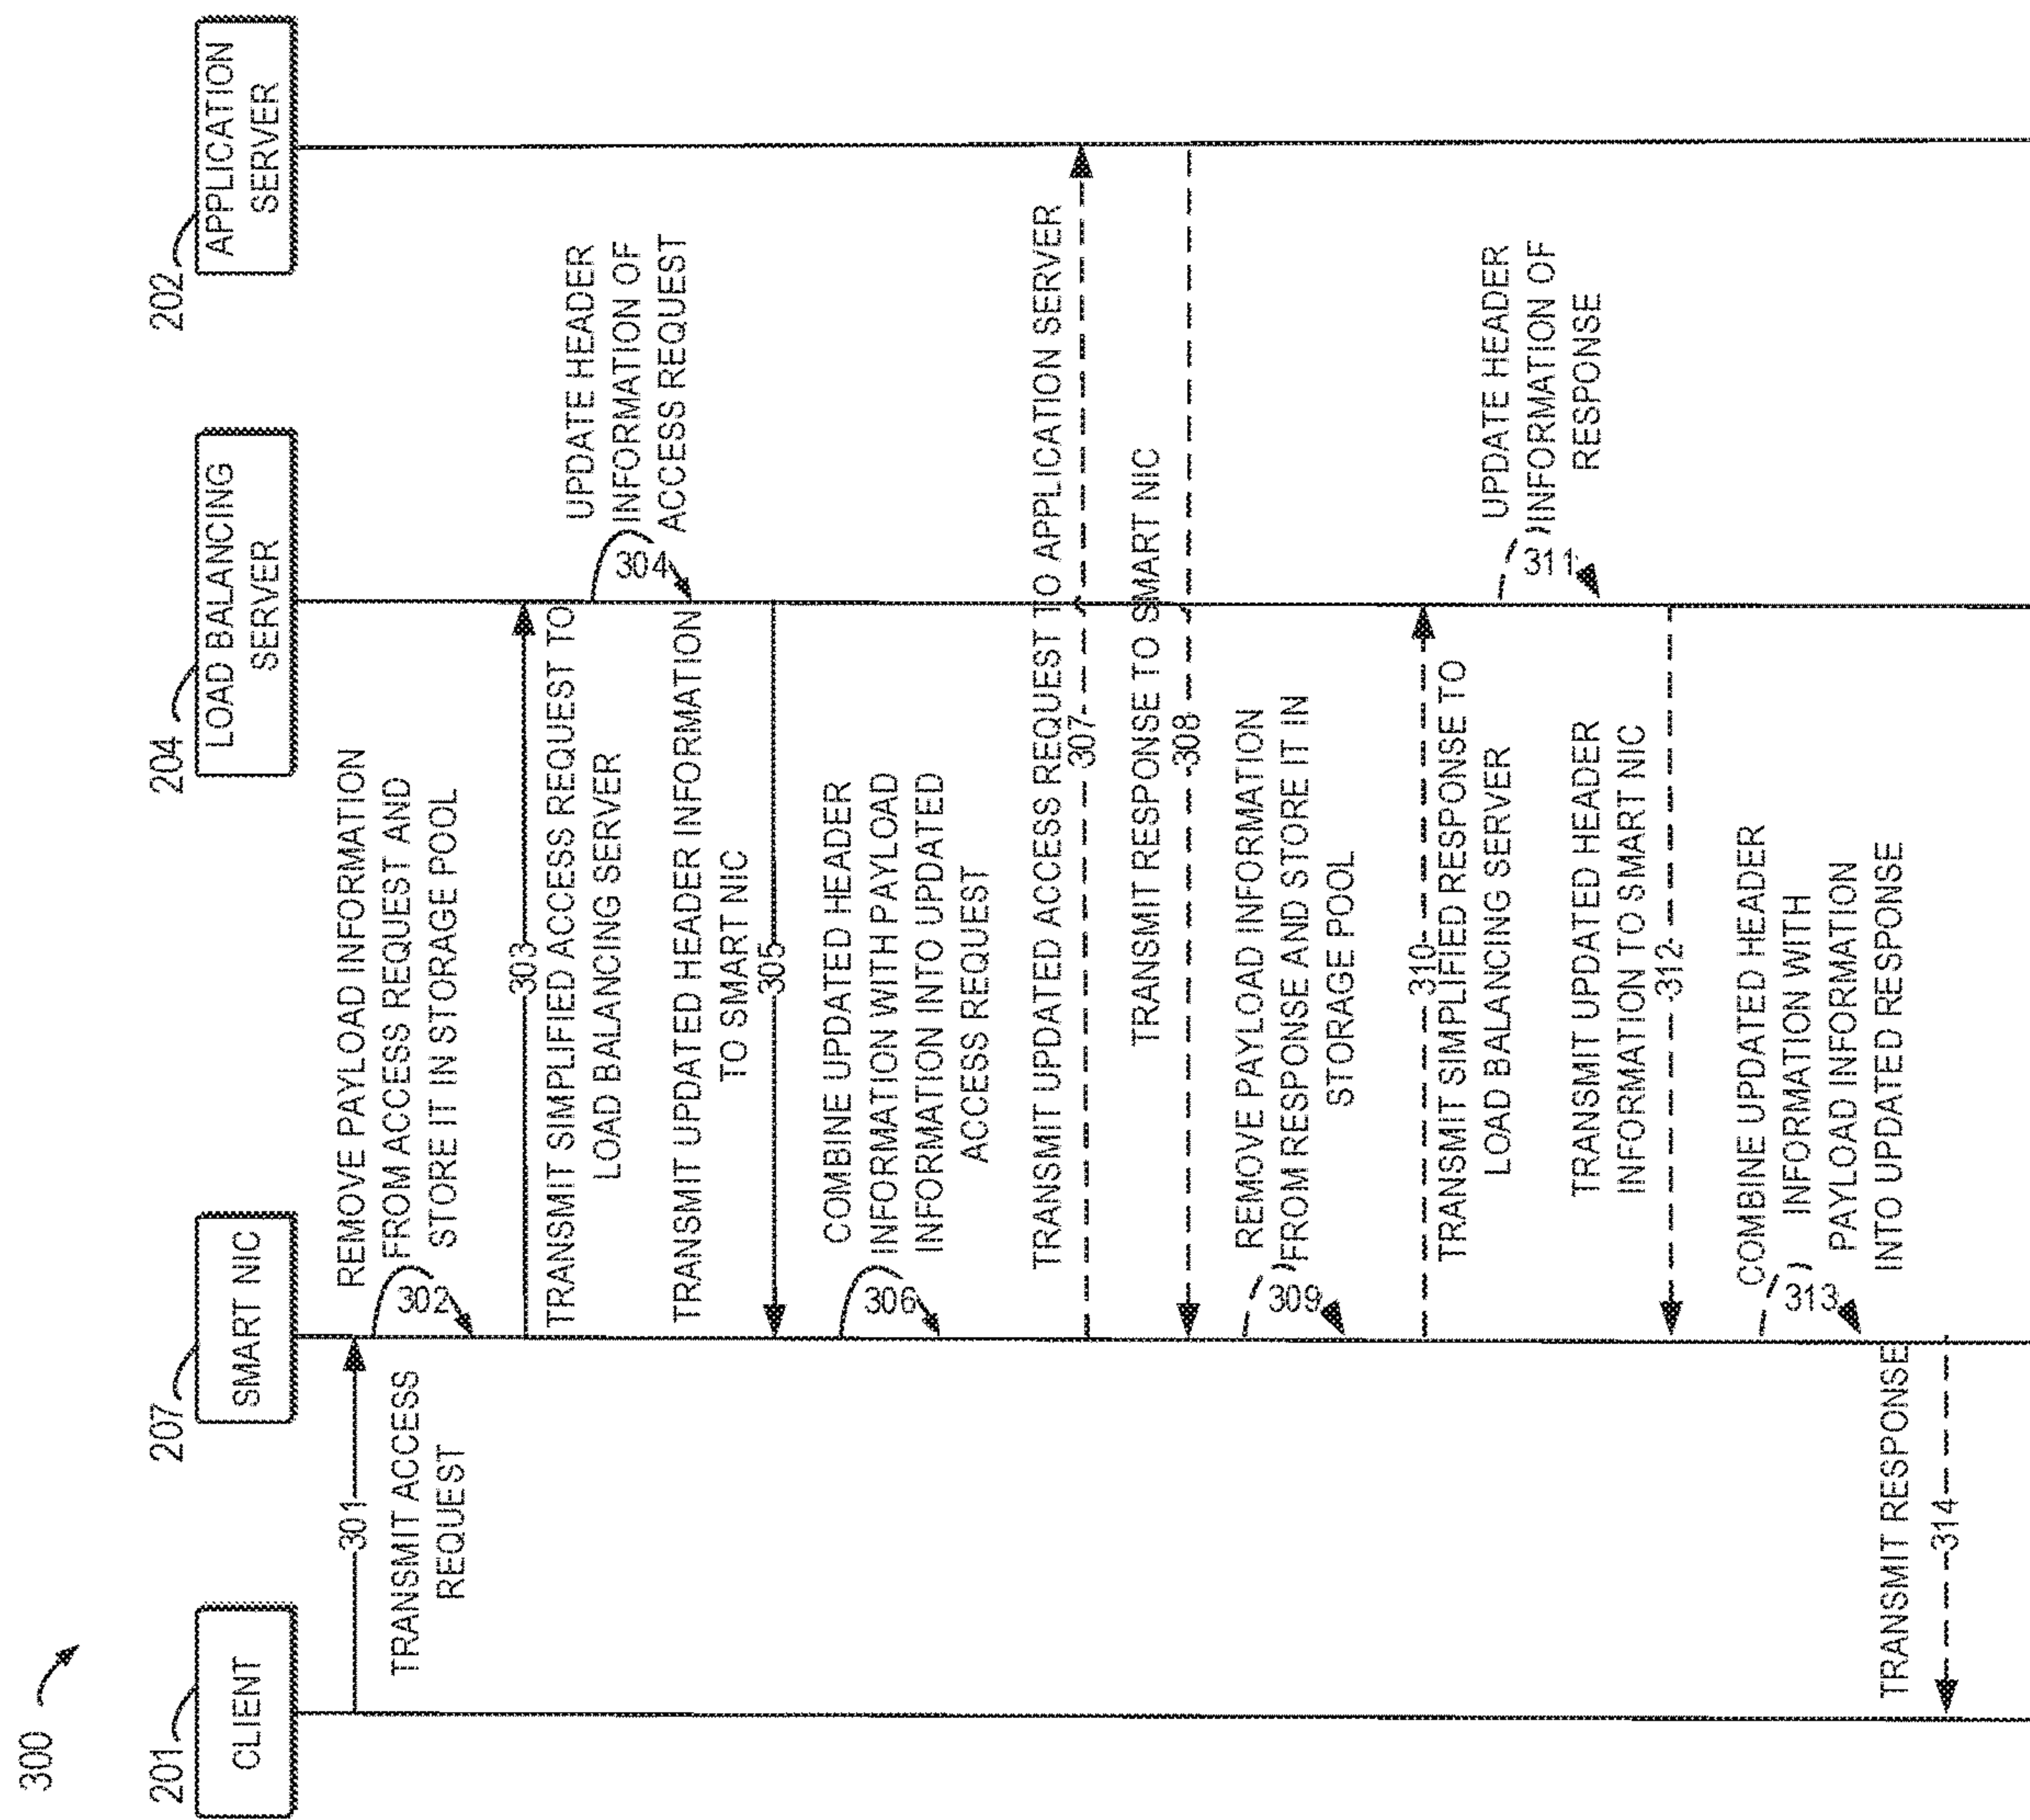 300
201
CLIENT
207
SMART NIC
204
LOAD BALANCING
SERVER
202
APPLICATION
SERVER
301
TRANSMIT ACCESS
REQUEST
REMOVE PAYLOAD INFORMATION
FROM ACCESS REQUEST AND
STORE IT IN STORAGE POOL
302
303
TRANSMIT SIMPLIFIED ACCESS REQUEST TO
LOAD BALANCING SERVER
UPDATE HEADER
INFORMATION OF
ACCESS REQUEST
304
TRANSMIT UPDATED HEADER INFORMATION
TO SMART NIC
305
COMBINE UPDATED HEADER
INFORMATION WITH PAYLOAD
INFORMATION INTO UPDATED
ACCESS REQUEST
306
TRANSMIT UPDATED ACCESS REQUEST TO APPLICATION SERVER
307
TRANSMIT RESPONSE TO SMART NIC
308
REMOVE PAYLOAD INFORMATION
FROM RESPONSE AND STORE IT IN
STORAGE POOL
309
310
TRANSMIT SIMPLIFIED RESPONSE TO
LOAD BALANCING SERVER
UPDATE HEADER
INFORMATION OF
RESPONSE
311
TRANSMIT UPDATED HEADER
INFORMATION TO SMART NIC
312
COMBINE UPDATED HEADER
INFORMATION WITH
PAYLOAD INFORMATION
INTO UPDATED RESPONSE
313
TRANSMIT RESPONSE
314